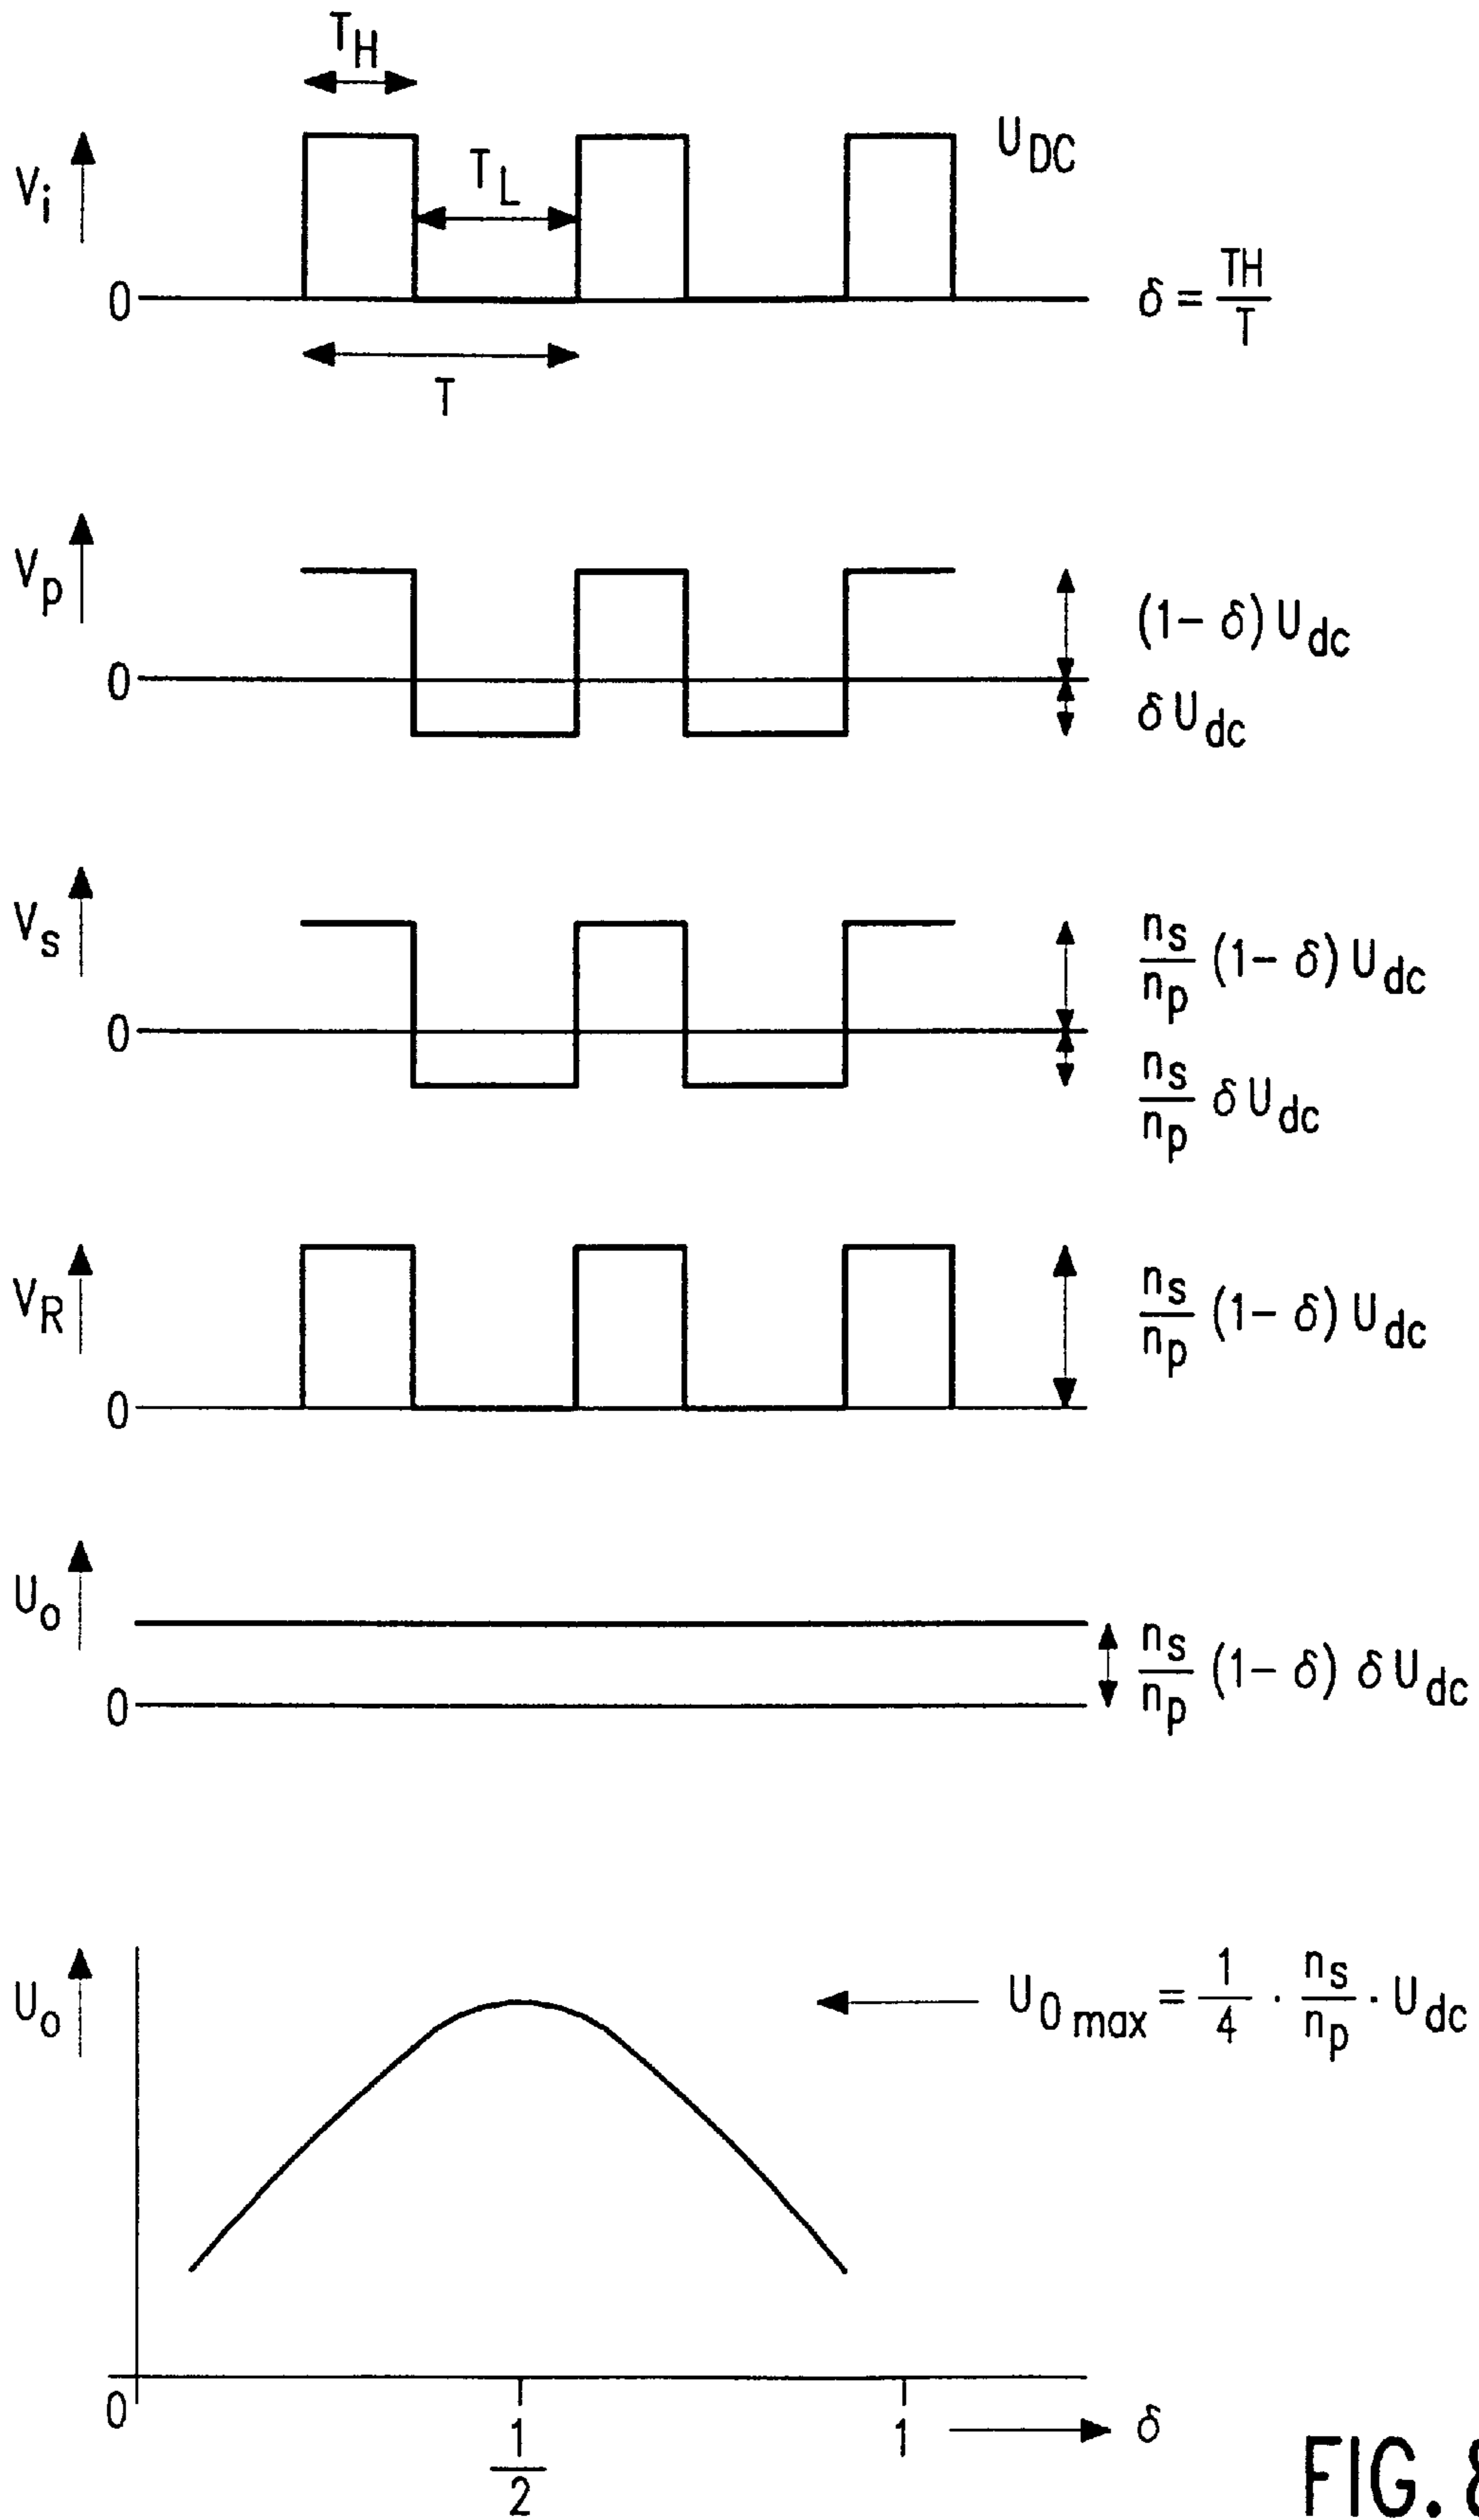 T_H
V_i
T_L
U_DC
0
δ = TH/T
T
V_p
(1-δ) U_dc
0
δ U_dc
V_s
n_s/n_p (1-δ) U_dc
0
n_s/n_p δ U_dc
V_R
n_s/n_p (1-δ) U_dc
0
U_o
n_s/n_p (1-δ) δ U_dc
0
U_o
U_0max = 1/4 · n_s/n_p · U_dc
0
1/2
1
δ
FIG. 8